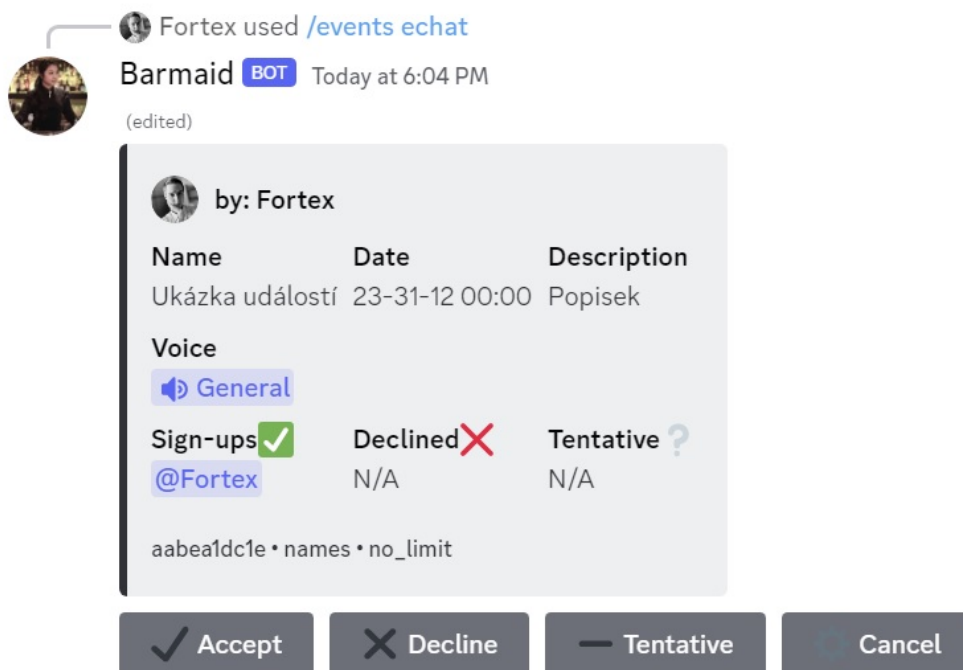 Fortex used /events echat
Barmaid BOT Today at 6:04 PM
(edited)
by: Fortex
Name Date Description
Ukázka událostí 23-31-12 00:00 Popisek
Voice
General
Sign-ups Declined Tentative
@Fortex N/A N/A
aabea1dc1e • names • no_limit
Accept Decline Tentative Cancel